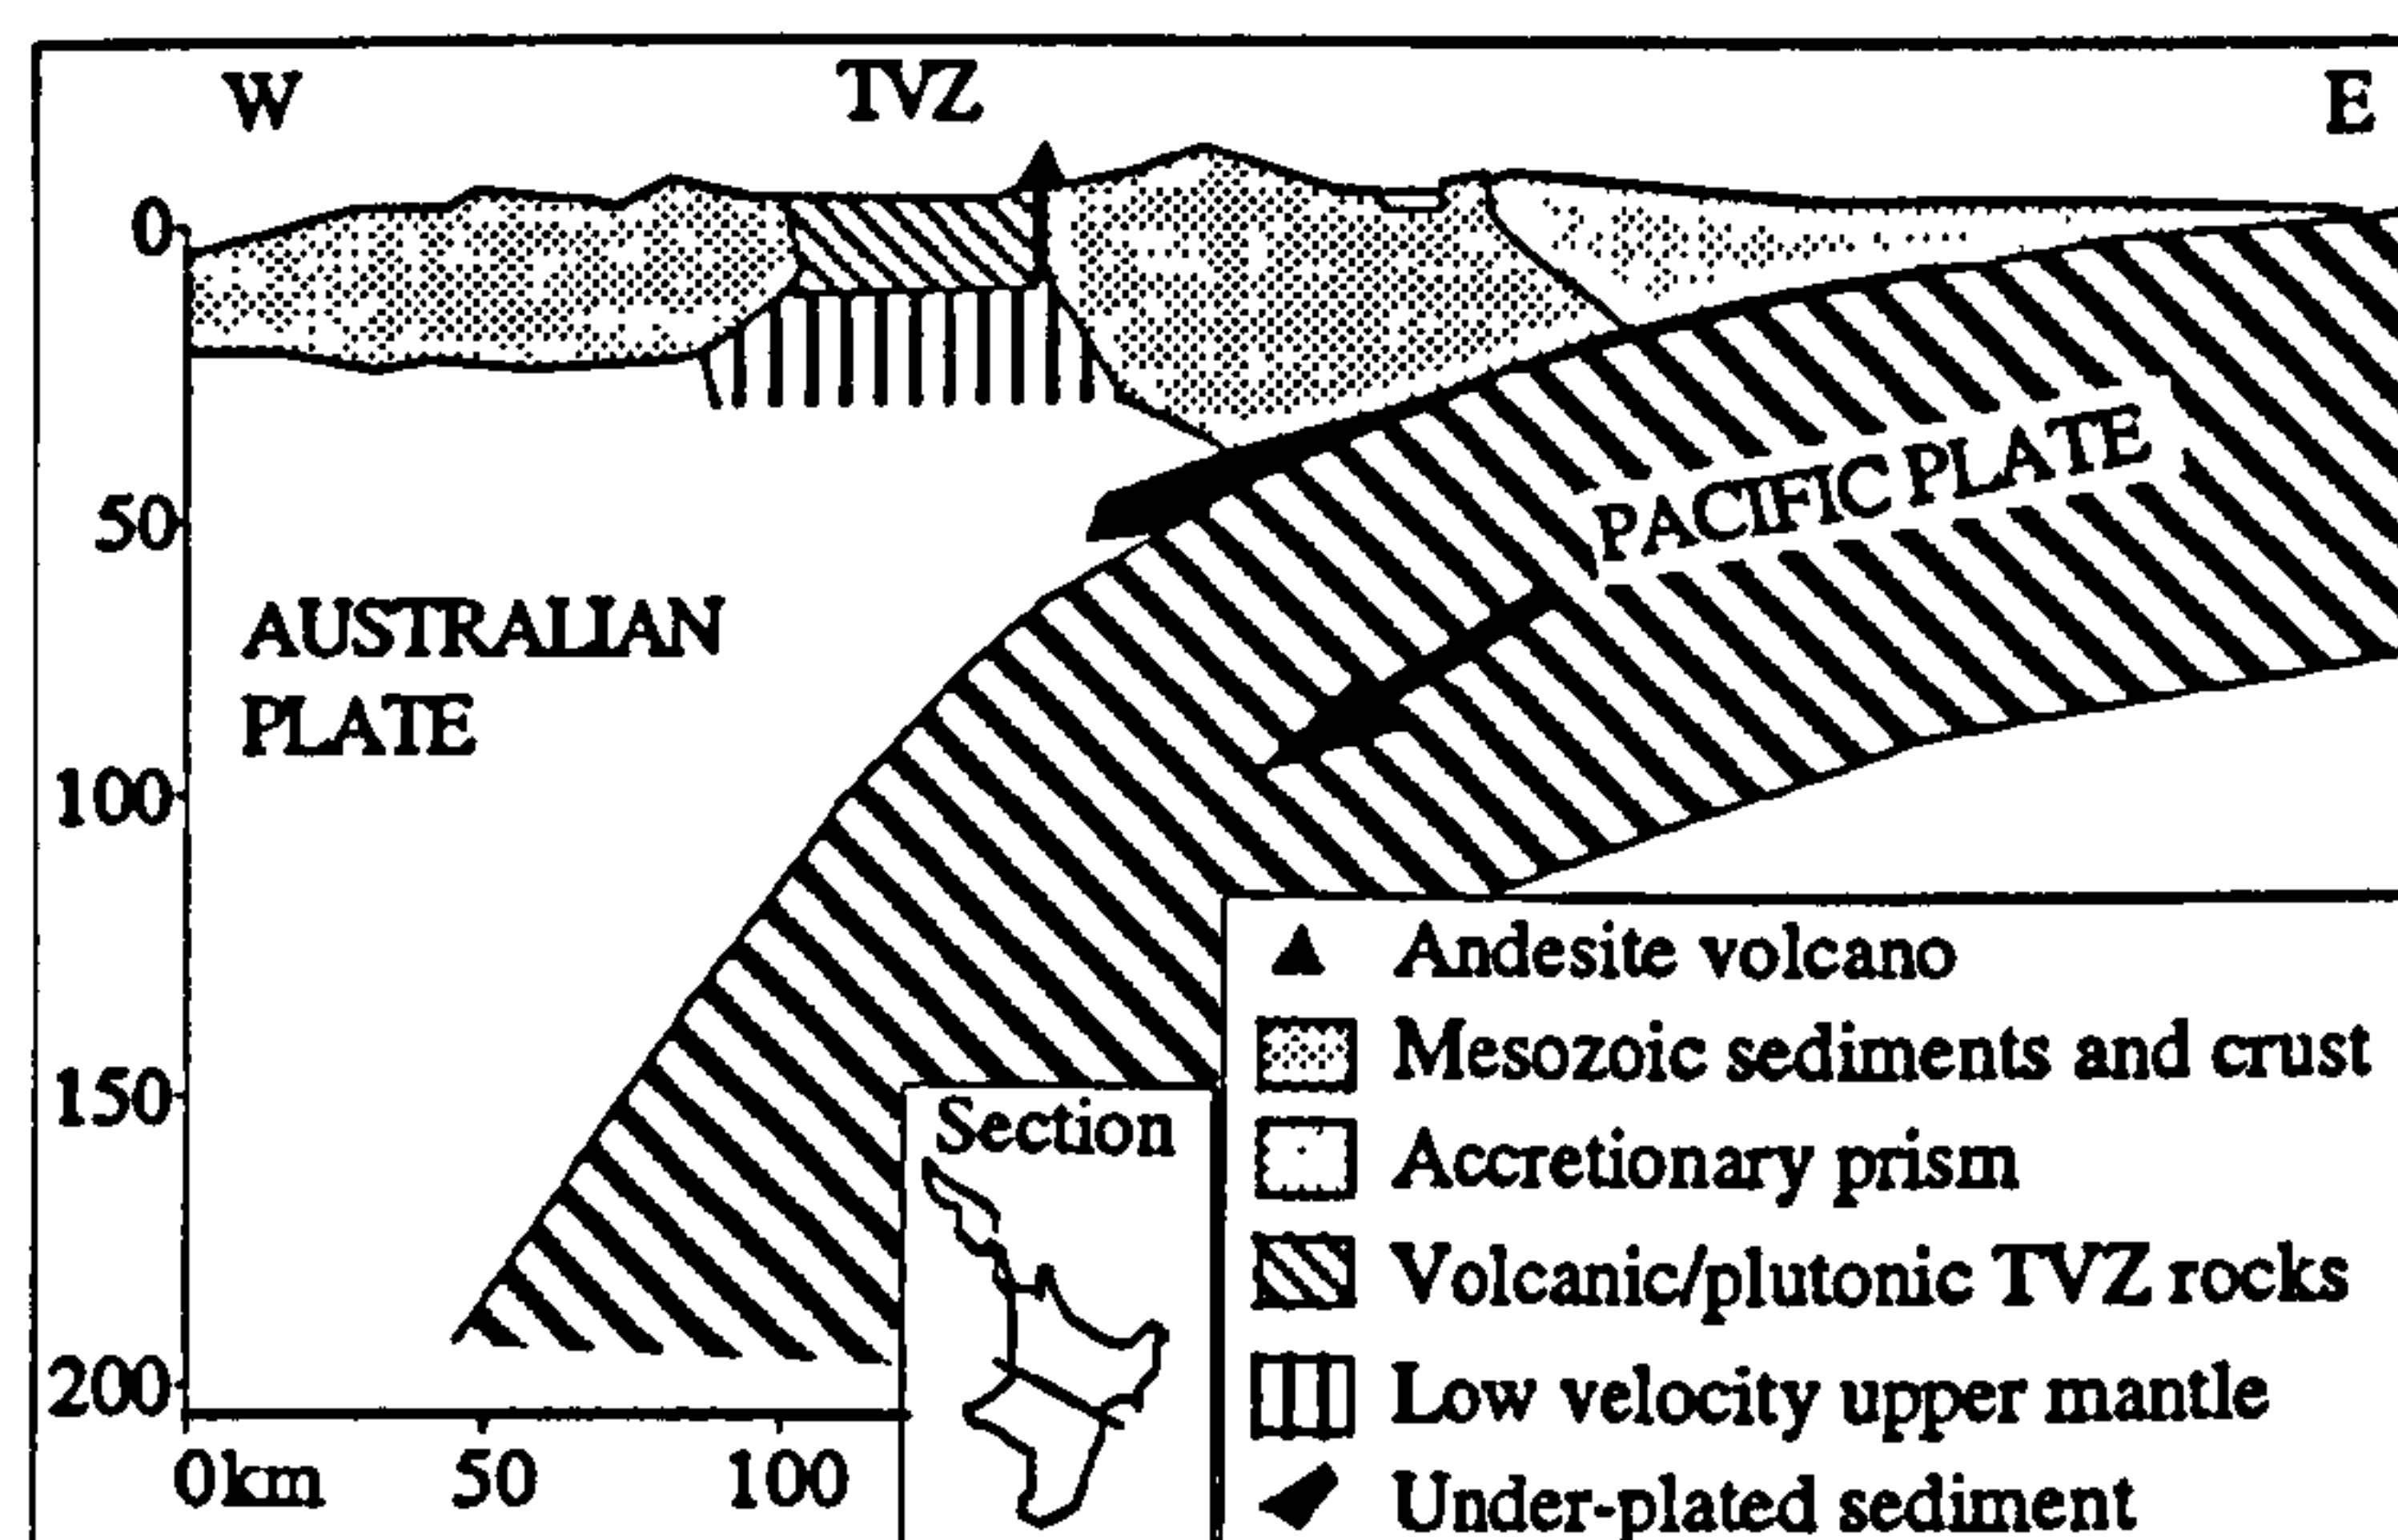 W TVZ E
0
50
100
150
200
AUSTRALIAN
PLATE
PACIFIC PLATE
0km 50 100
Section
Andesite volcano
Mesozoic sediments and crust
Accretionary prism
Volcanic/plutonic TVZ rocks
Low velocity upper mantle
Under-plated sediment